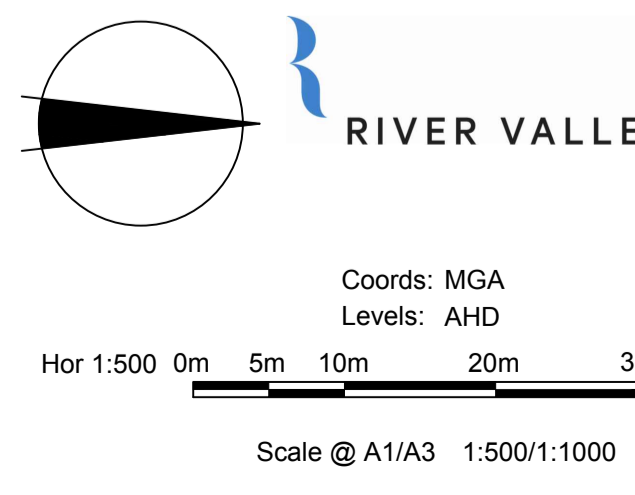 RIVER VALLE
Coords: MGA
Levels: AHD
Hor 1:500 0m 5m 10m 20m 3
Scale @ A1/A3 1:500/1:1000